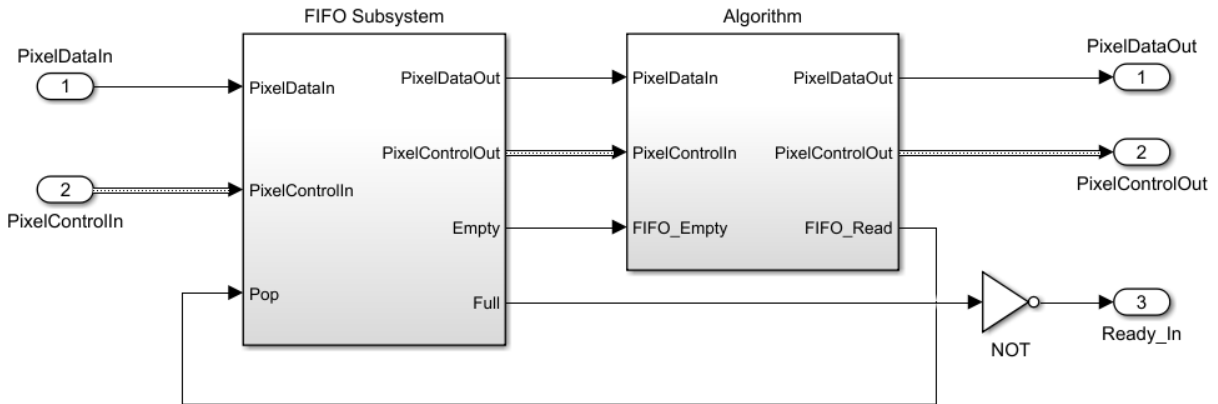 FIFO Subsystem
Algorithm
PixelDataIn
1
PixelDataIn
PixelDataOut
PixelDataIn
PixelDataOut
PixelDataOut
1
PixelControlOut
PixelControlIn
PixelControlOut
2
PixelControlOut
2
PixelControlIn
PixelControlIn
Empty
FIFO_Empty
FIFO_Read
Pop
Full
NOT
3
Ready_In